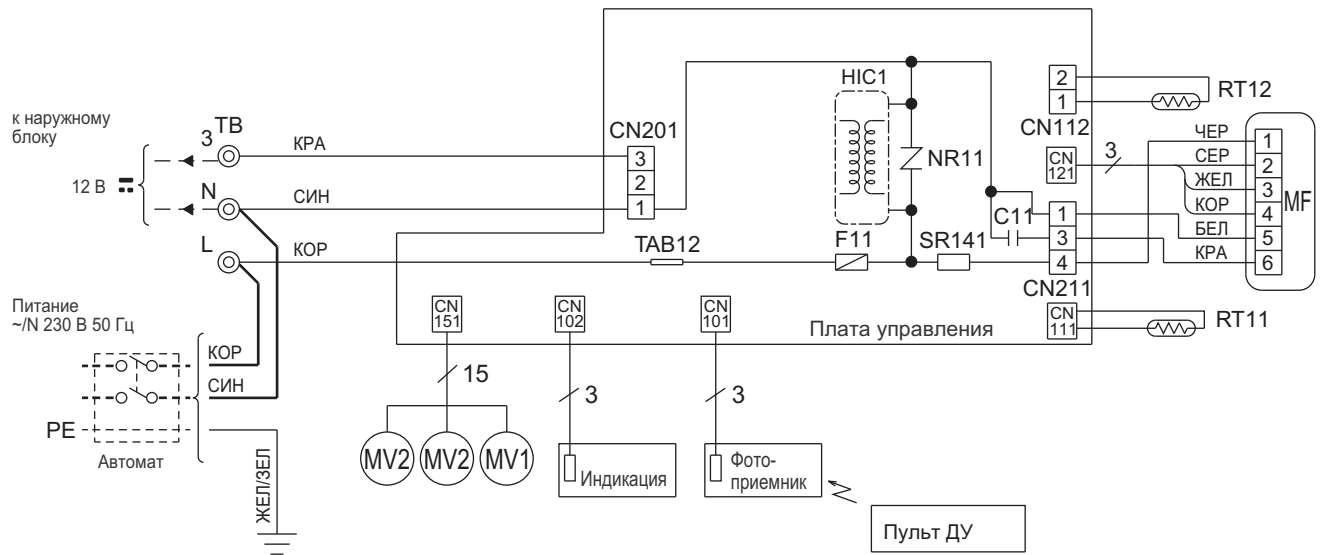 к наружному
блоку
3 TB
КРА
12 В
N
СИН
L
КОР
CN201
3
2
1
TAB12
HIC1
NR11
F11
SR141
C11
2
1
CN112
RT12
CN
121
3
1
3
4
CN211
CN
111
RT11
ЧЕР
СЕР
ЖЕЛ
КОР
БЕЛ
КРА
1
2
3
4
5
6
MF
Плата управления
Питание
~/N 230 В 50 Гц
КОР
СИН
PE
Автомат
ЖЕЛ/ЗЕЛ
CN
151
15
MV2
MV2
MV1
CN
102
3
Индикация
CN
101
3
Фото-
приемник
Пульт ДУ